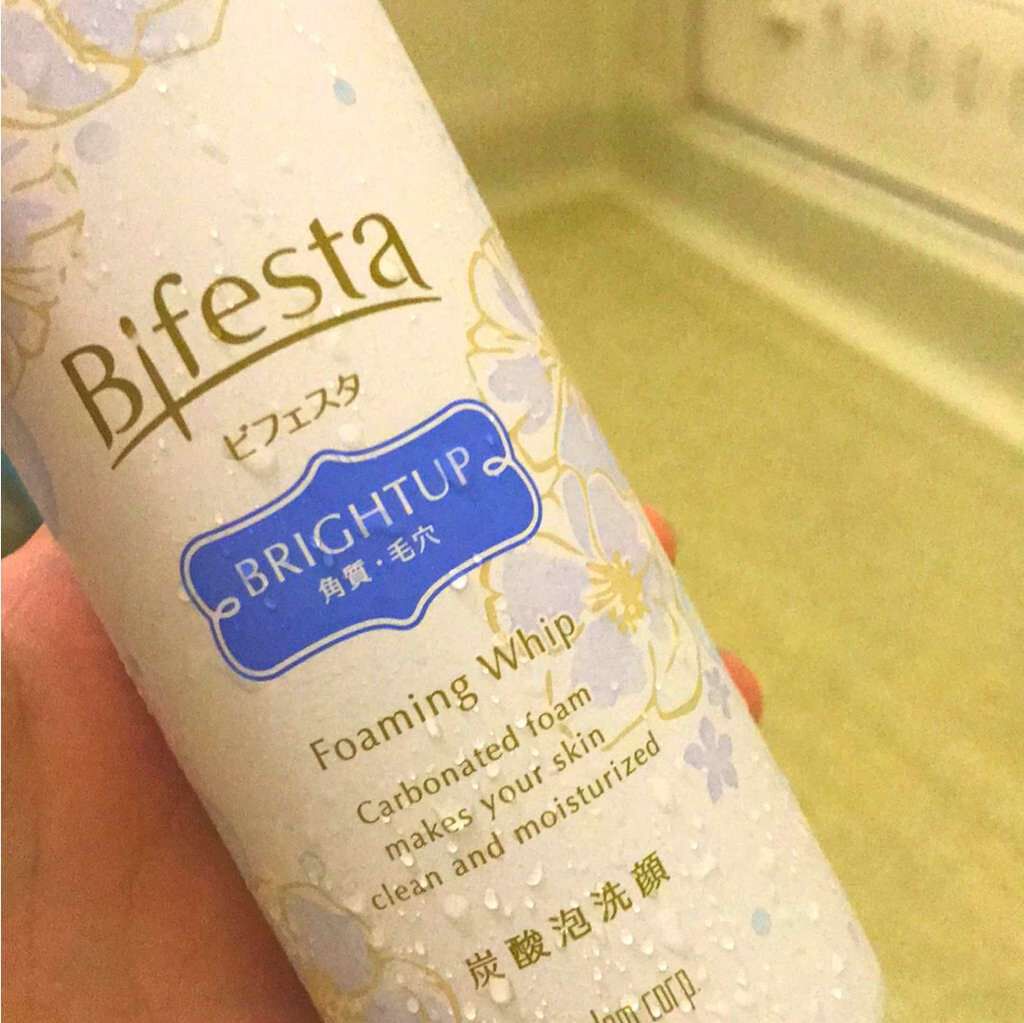 Bifesta
ビフェスタ
BRIGHTUP
角質・毛穴
Foaming Whip
Carbonated foam
makes your skin
clean and moisturized
炭酸泡洗顔
corp.